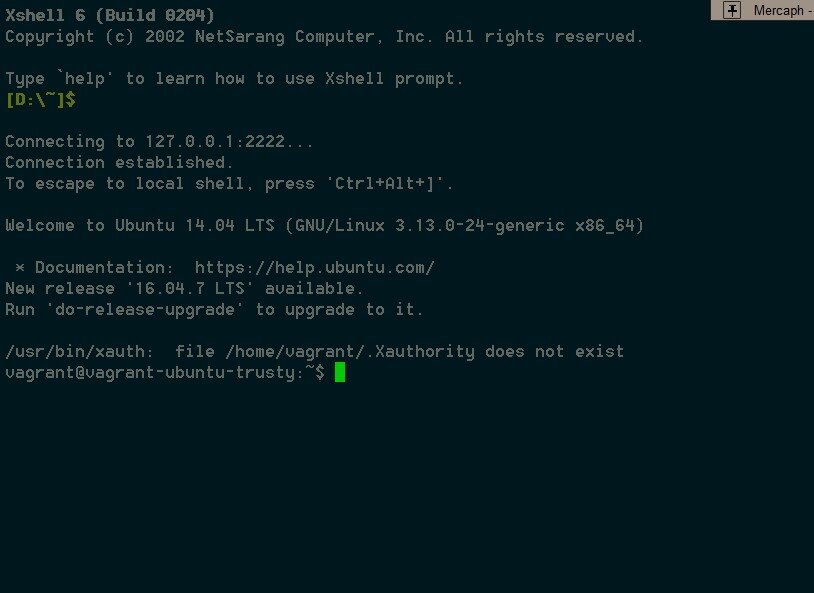 Xshell 6 (Build 0204)
Mercaph -
Copyright (c) 2002 NetSarang Computer, Inc. All rights reserved.
Type `help' to learn how to use Xshell prompt.
[D:\~]$
Connecting to 127.0.0.1:2222...
Connection established.
To escape to local shell, press 'Ctrl+Alt+]'.
Welcome to Ubuntu 14.04 LTS (GNU/Linux 3.13.0-24-generic x86_64)
* Documentation:  https://help.ubuntu.com/
New release '16.04.7 LTS' available.
Run 'do-release-upgrade' to upgrade to it.
/usr/bin/xauth:  file /home/vagrant/.Xauthority does not exist
vagrant@vagrant-ubuntu-trusty:~$